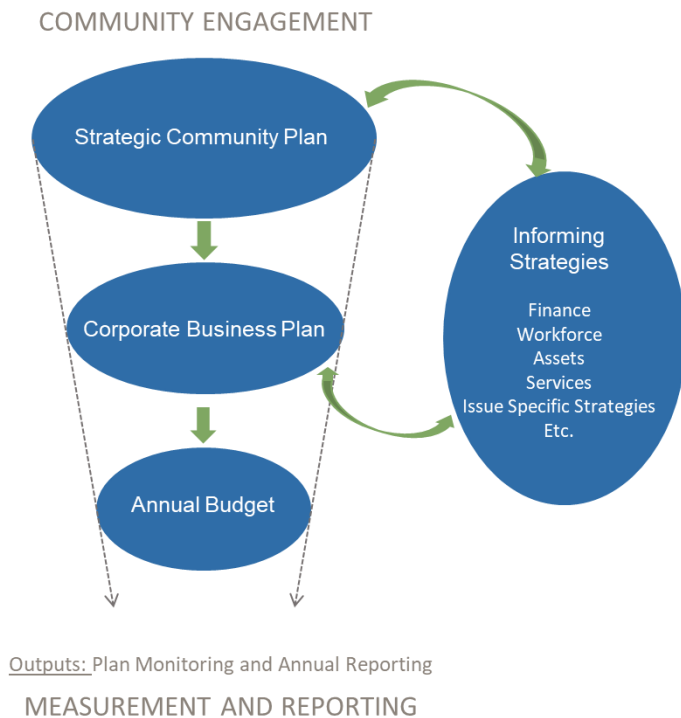 COMMUNITY ENGAGEMENT
Strategic Community Plan
Informing
Strategies
Finance
Workforce
Assets
Services
Issue Specific Strategies
Etc.
Corporate Business Plan
Annual Budget
Outputs: Plan Monitoring and Annual Reporting
MEASUREMENT AND REPORTING